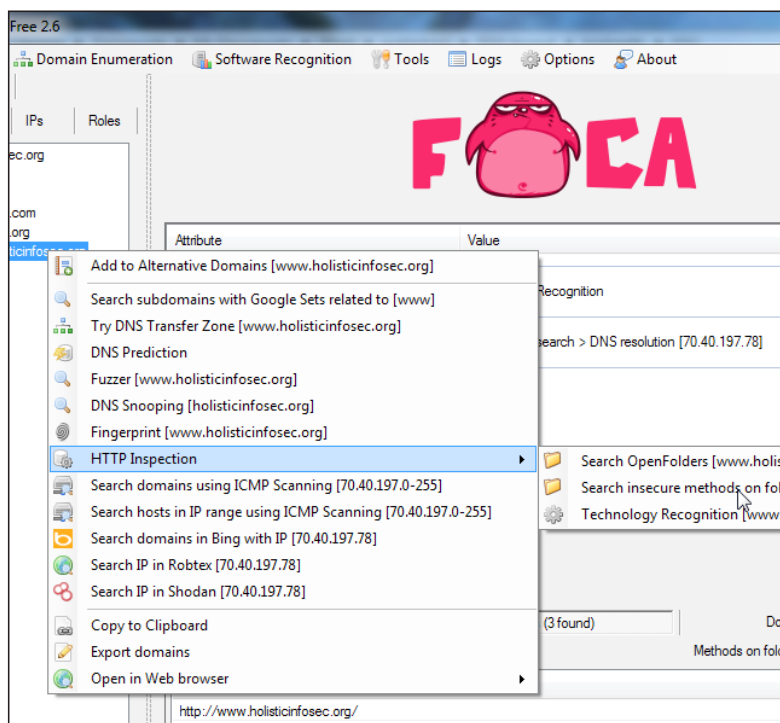 Free 2.6
Domain Enumeration Software Recognition Tools Logs Options About
IPs Roles
FOCA
ec.org
.com
.org
ticinfosec.org
Attribute Value
Recognition
search > DNS resolution [70.40.197.78]
Add to Alternative Domains [www.holisticinfosec.org]
Search subdomains with Google Sets related to [www]
Try DNS Transfer Zone [www.holisticinfosec.org]
DNS Prediction
Fuzzer [www.holisticinfosec.org]
DNS Snooping [holisticinfosec.org]
Fingerprint [www.holisticinfosec.org]
HTTP Inspection
Search OpenFolders [www.holis
Search insecure methods on fol
Technology Recognition [www
Search domains using ICMP Scanning [70.40.197.0-255]
Search hosts in IP range using ICMP Scanning [70.40.197.0-255]
Search domains in Bing with IP [70.40.197.78]
Search IP in Robtex [70.40.197.78]
Search IP in Shodan [70.40.197.78]
Copy to Clipboard
Export domains
Open in Web browser
(3 found) Do
Methods on fold
http://www.holisticinfosec.org/